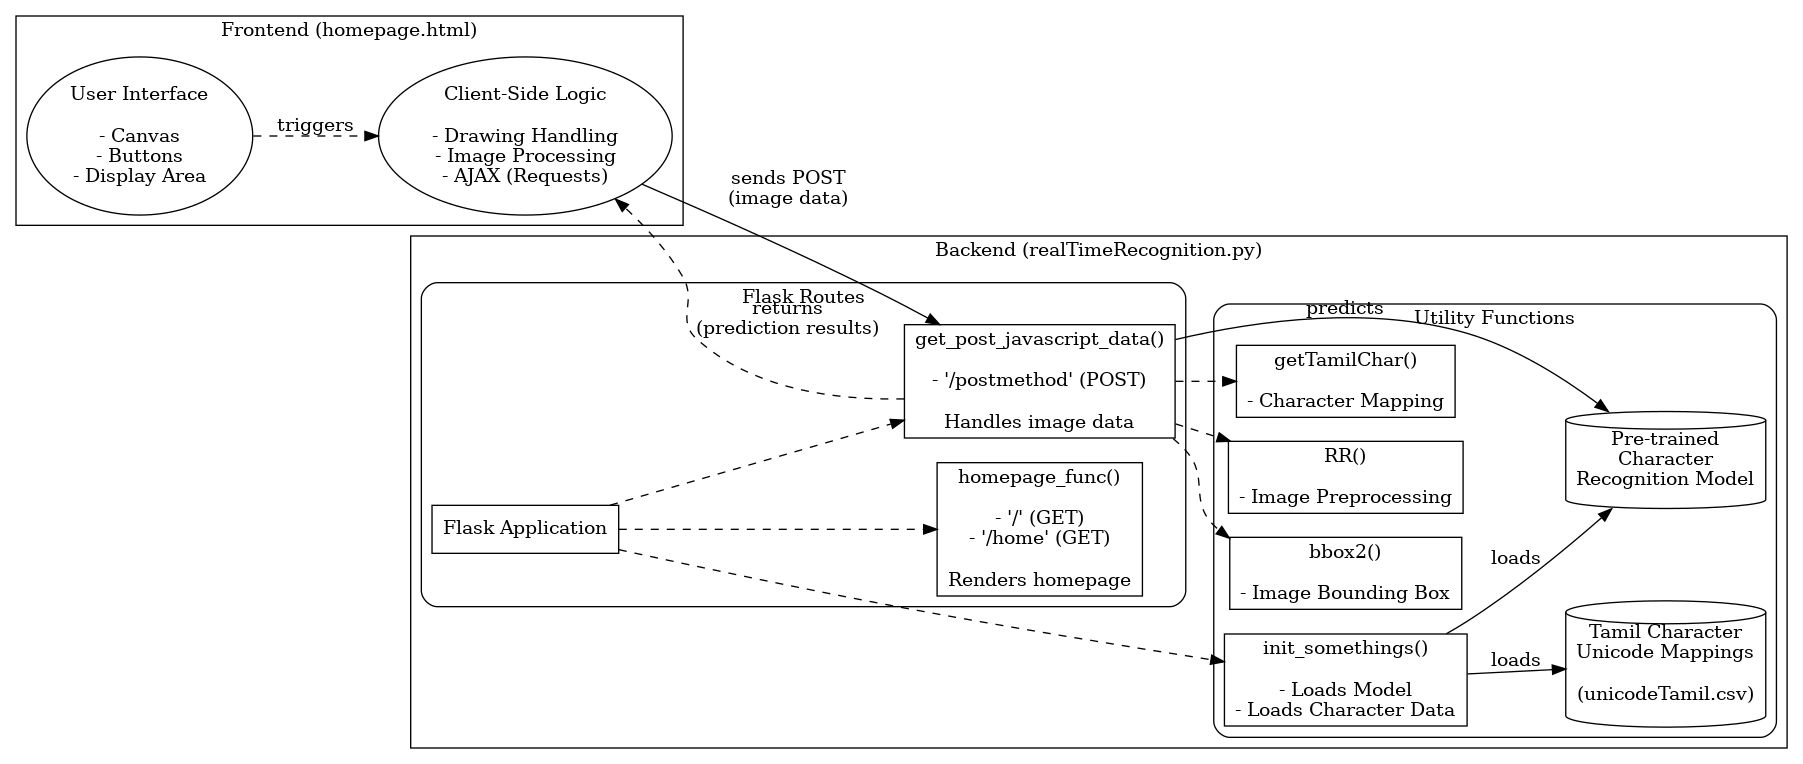 Frontend (homepage.html)
User Interface
- Canvas
- Buttons
- Display Area
triggers
Client-Side Logic
- Drawing Handling
- Image Processing
- AJAX (Requests)
sends POST
(image data)
Backend (realTimeRecognition.py)
Flask Routes
returns
(prediction results)
get_post_javascript_data()
- '/postmethod' (POST)
Handles image data
Flask Application
homepage_func()
- '/' (GET)
- '/home' (GET)
Renders homepage
predicts
Utility Functions
getTamilChar()
- Character Mapping
RR()
- Image Preprocessing
bbox2()
- Image Bounding Box
init_somethings()
- Loads Model
- Loads Character Data
loads
loads
Pre-trained
Character
Recognition Model
Tamil Character
Unicode Mappings
(unicodeTamil.csv)